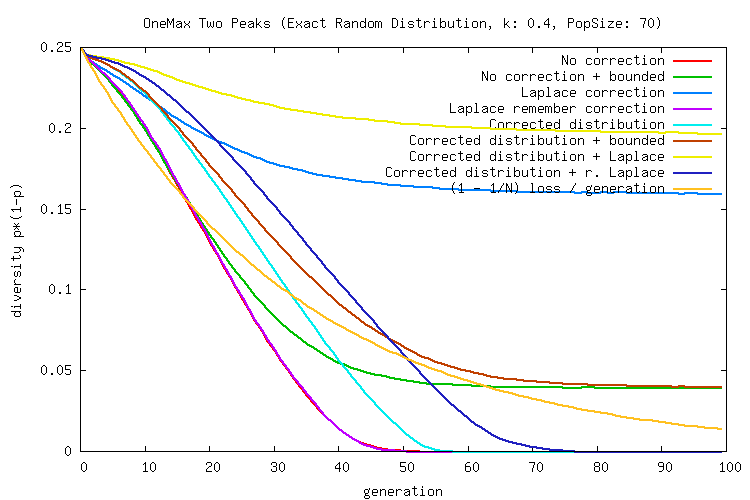 OneMax Two Peaks (Exact Random Distribution, k: 0.4, PopSize: 70)
0.25
0.2
0.15
0.1
0.05
0
diversity p*(1-p)
No correction
No correction + bounded
Laplace correction
Laplace remember correction
Corrected distribution
Corrected distribution + bounded
Corrected distribution + Laplace
Corrected distribution + r. Laplace
(1 - 1/N) loss / generation
0 10 20 30 40 50 60 70 80 90 100
generation